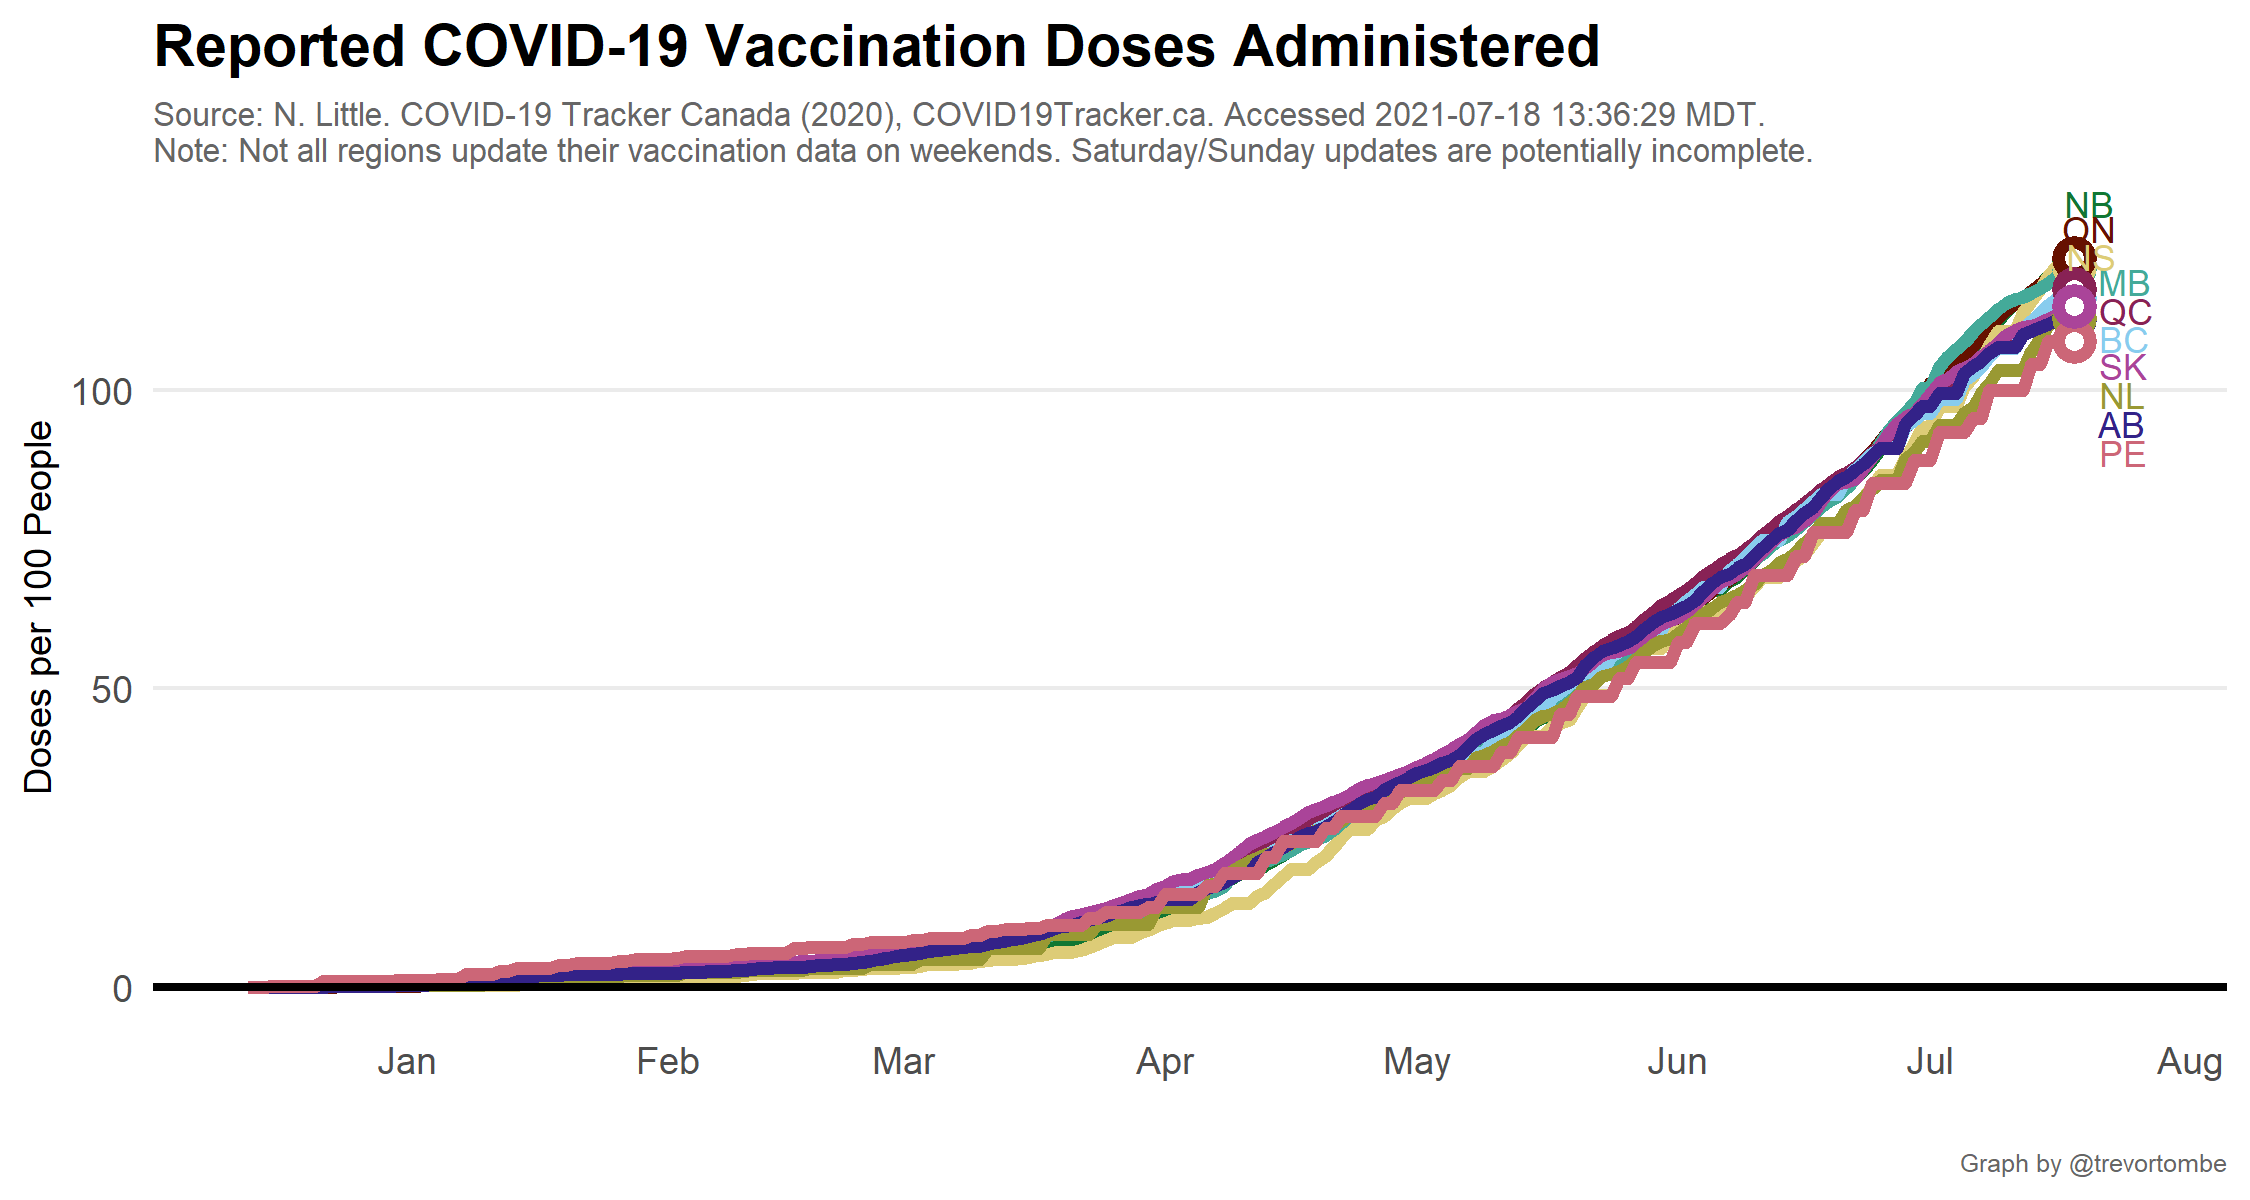 Reported COVID-19 Vaccination Doses Administered
Source: N. Little. COVID-19 Tracker Canada (2020), COVID19Tracker.ca. Accessed 2021-07-18 13:36:29 MDT.
Note: Not all regions update their vaccination data on weekends. Saturday/Sunday updates are potentially incomplete.
NB
ON
NS
MB
QC
BC
SK
NL
AB
PE
Doses per 100 People
100
50
0
Jan Feb Mar Apr May Jun Jul Aug
Graph by @trevortombe